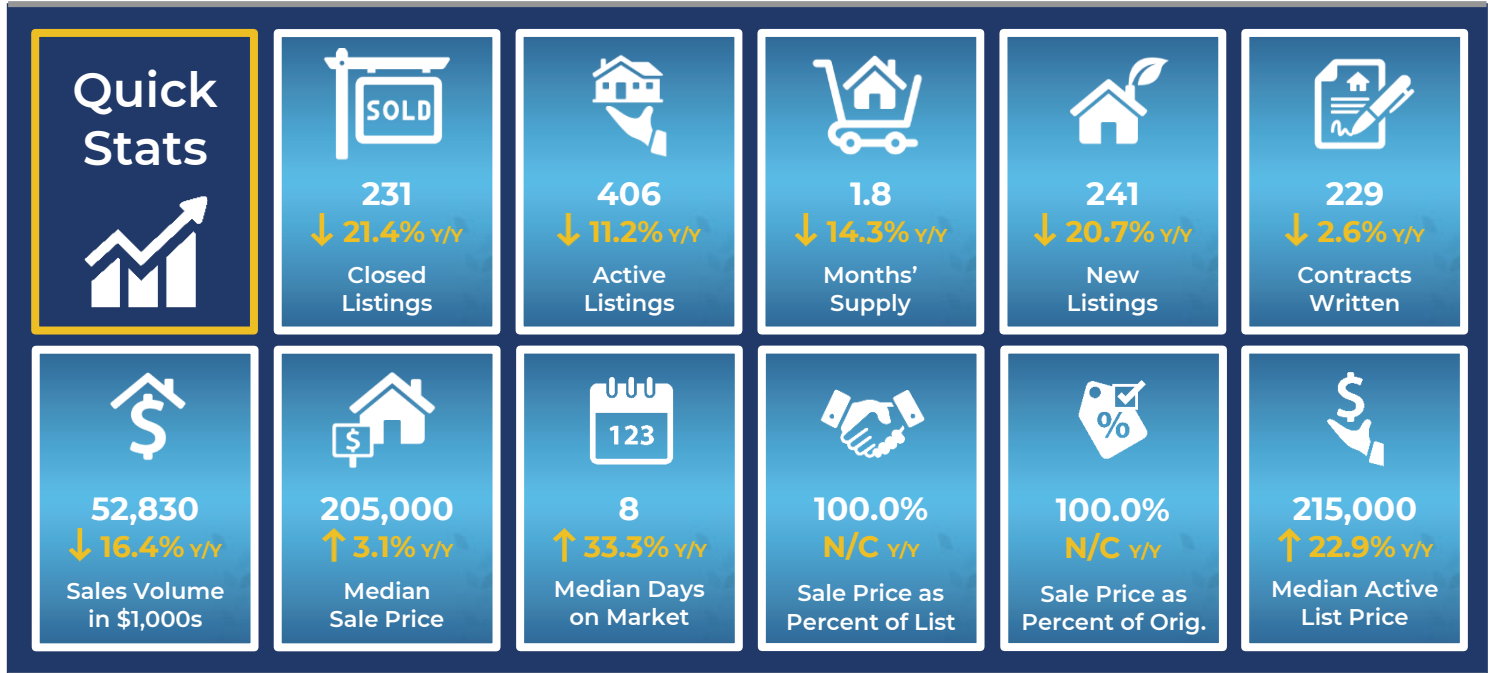 Quick
Stats
SOLD
231
↓ 21.4% Y/Y
Closed
Listings
406
↓ 11.2% Y/Y
Active
Listings
1.8
↓ 14.3% Y/Y
Months’
Supply
241
↓ 20.7% Y/Y
New
Listings
229
↓ 2.6% Y/Y
Contracts
Written
$
52,830
↓ 16.4% Y/Y
Sales Volume
in $1,000s
$
205,000
↑ 3.1% Y/Y
Median
Sale Price
123
8
↑ 33.3% Y/Y
Median Days
on Market
100.0%
N/C Y/Y
Sale Price as
Percent of List
%
100.0%
N/C Y/Y
Sale Price as
Percent of Orig.
$
215,000
↑ 22.9% Y/Y
Median Active
List Price